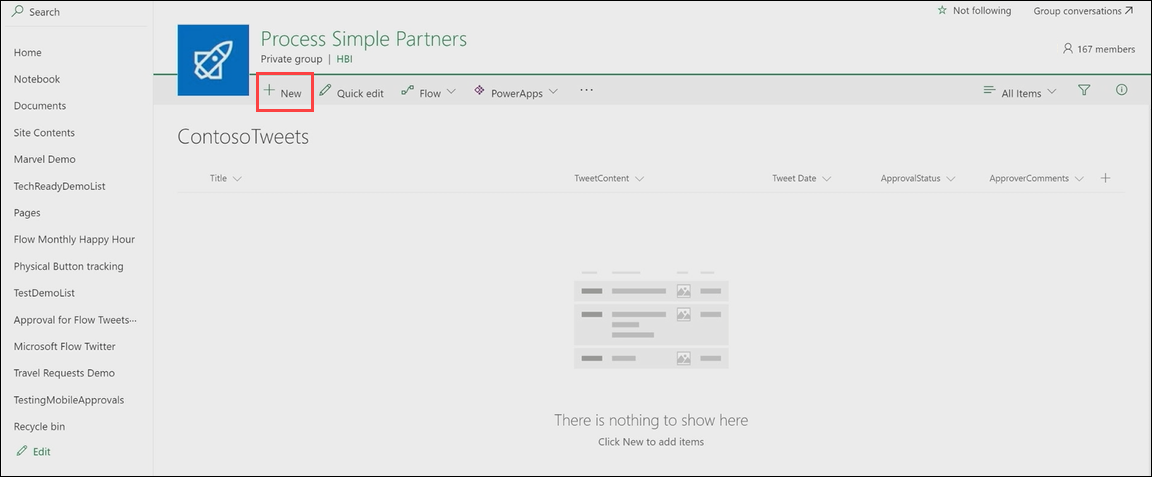 Search
Not following Group conversations
Process Simple Partners
Private group | HBI
167 members
Home
Notebook
Documents
Site Contents
Marvel Demo
TechReadyDemoList
Pages
Flow Monthly Happy Hour
Physical Button tracking
TestDemoList
Approval for Flow Tweets···
Microsoft Flow Twitter
Travel Requests Demo
TestingMobileApprovals
Recycle bin
Edit
New Quick edit Flow PowerApps ··· All Items
ContosoTweets
Title TweetContent Tweet Date ApprovalStatus ApproverComments
There is nothing to show here
Click New to add items